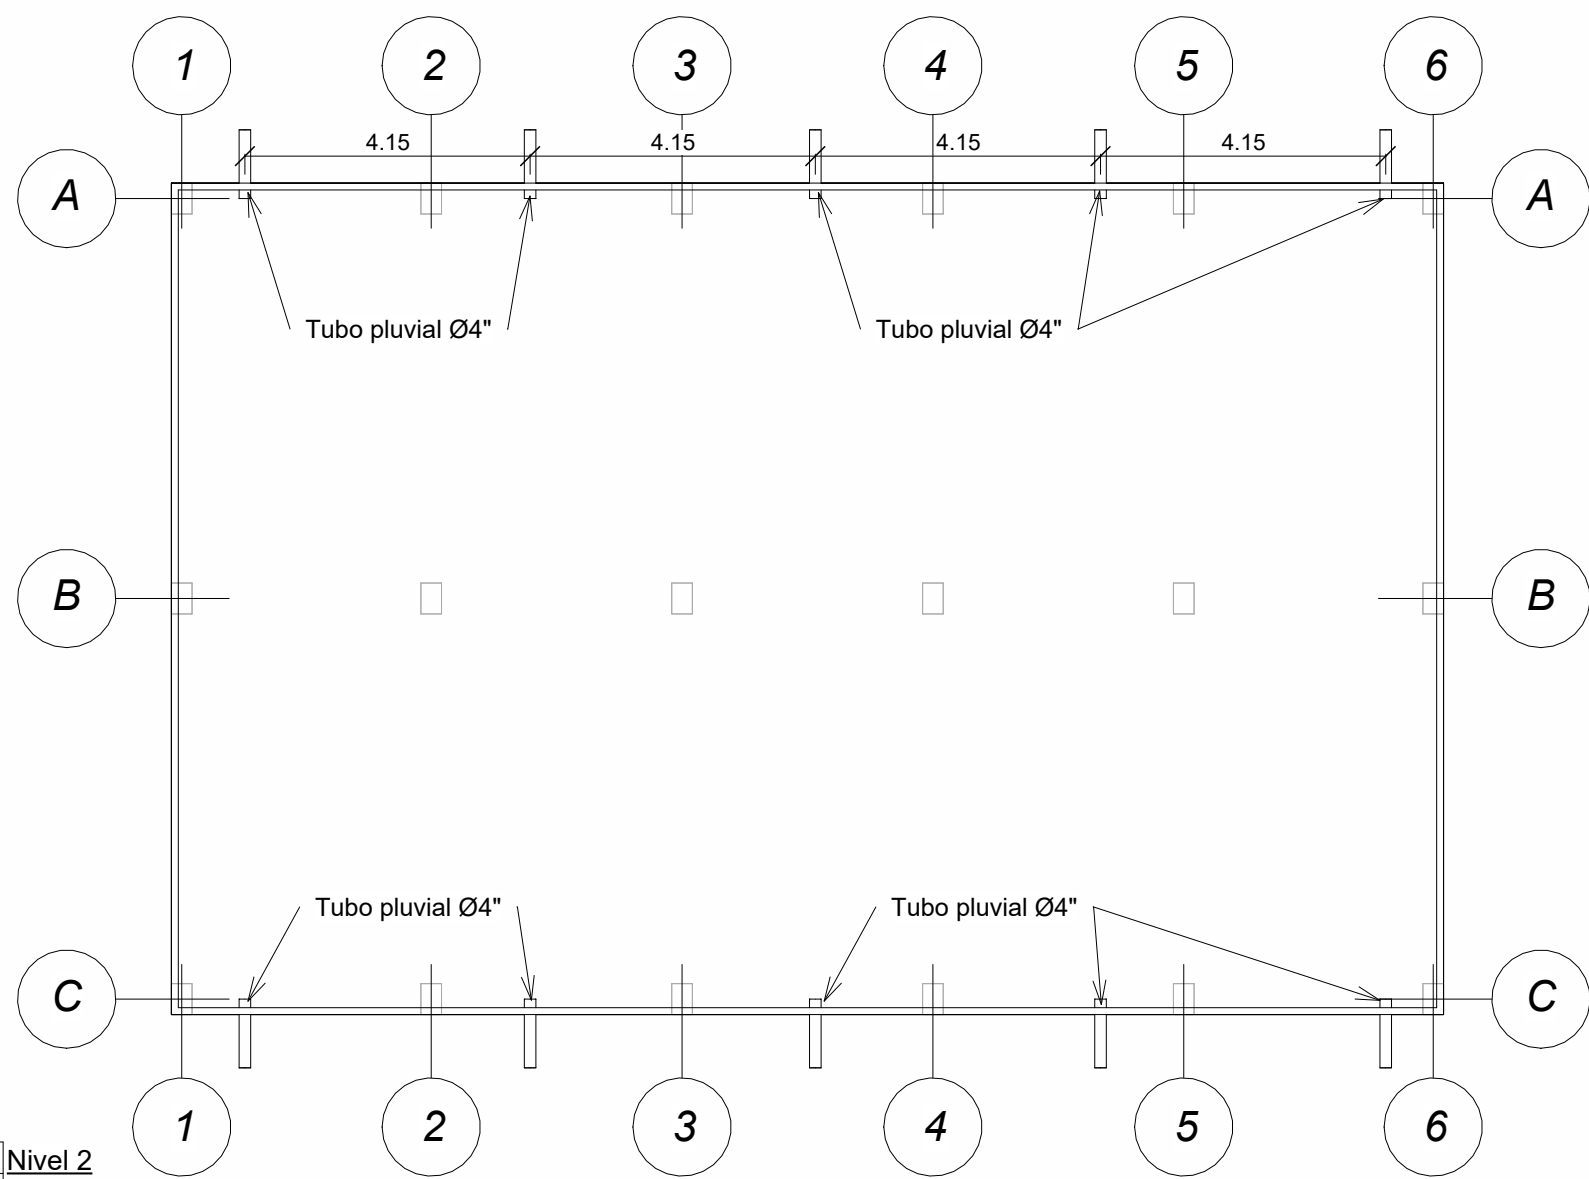 1 2 3 4 5 6
4.15 4.15 4.15 4.15
A A
Tubo pluvial Ø4" Tubo pluvial Ø4"
B B
Tubo pluvial Ø4" Tubo pluvial Ø4"
C C
1 2 3 4 5 6
Nivel 2